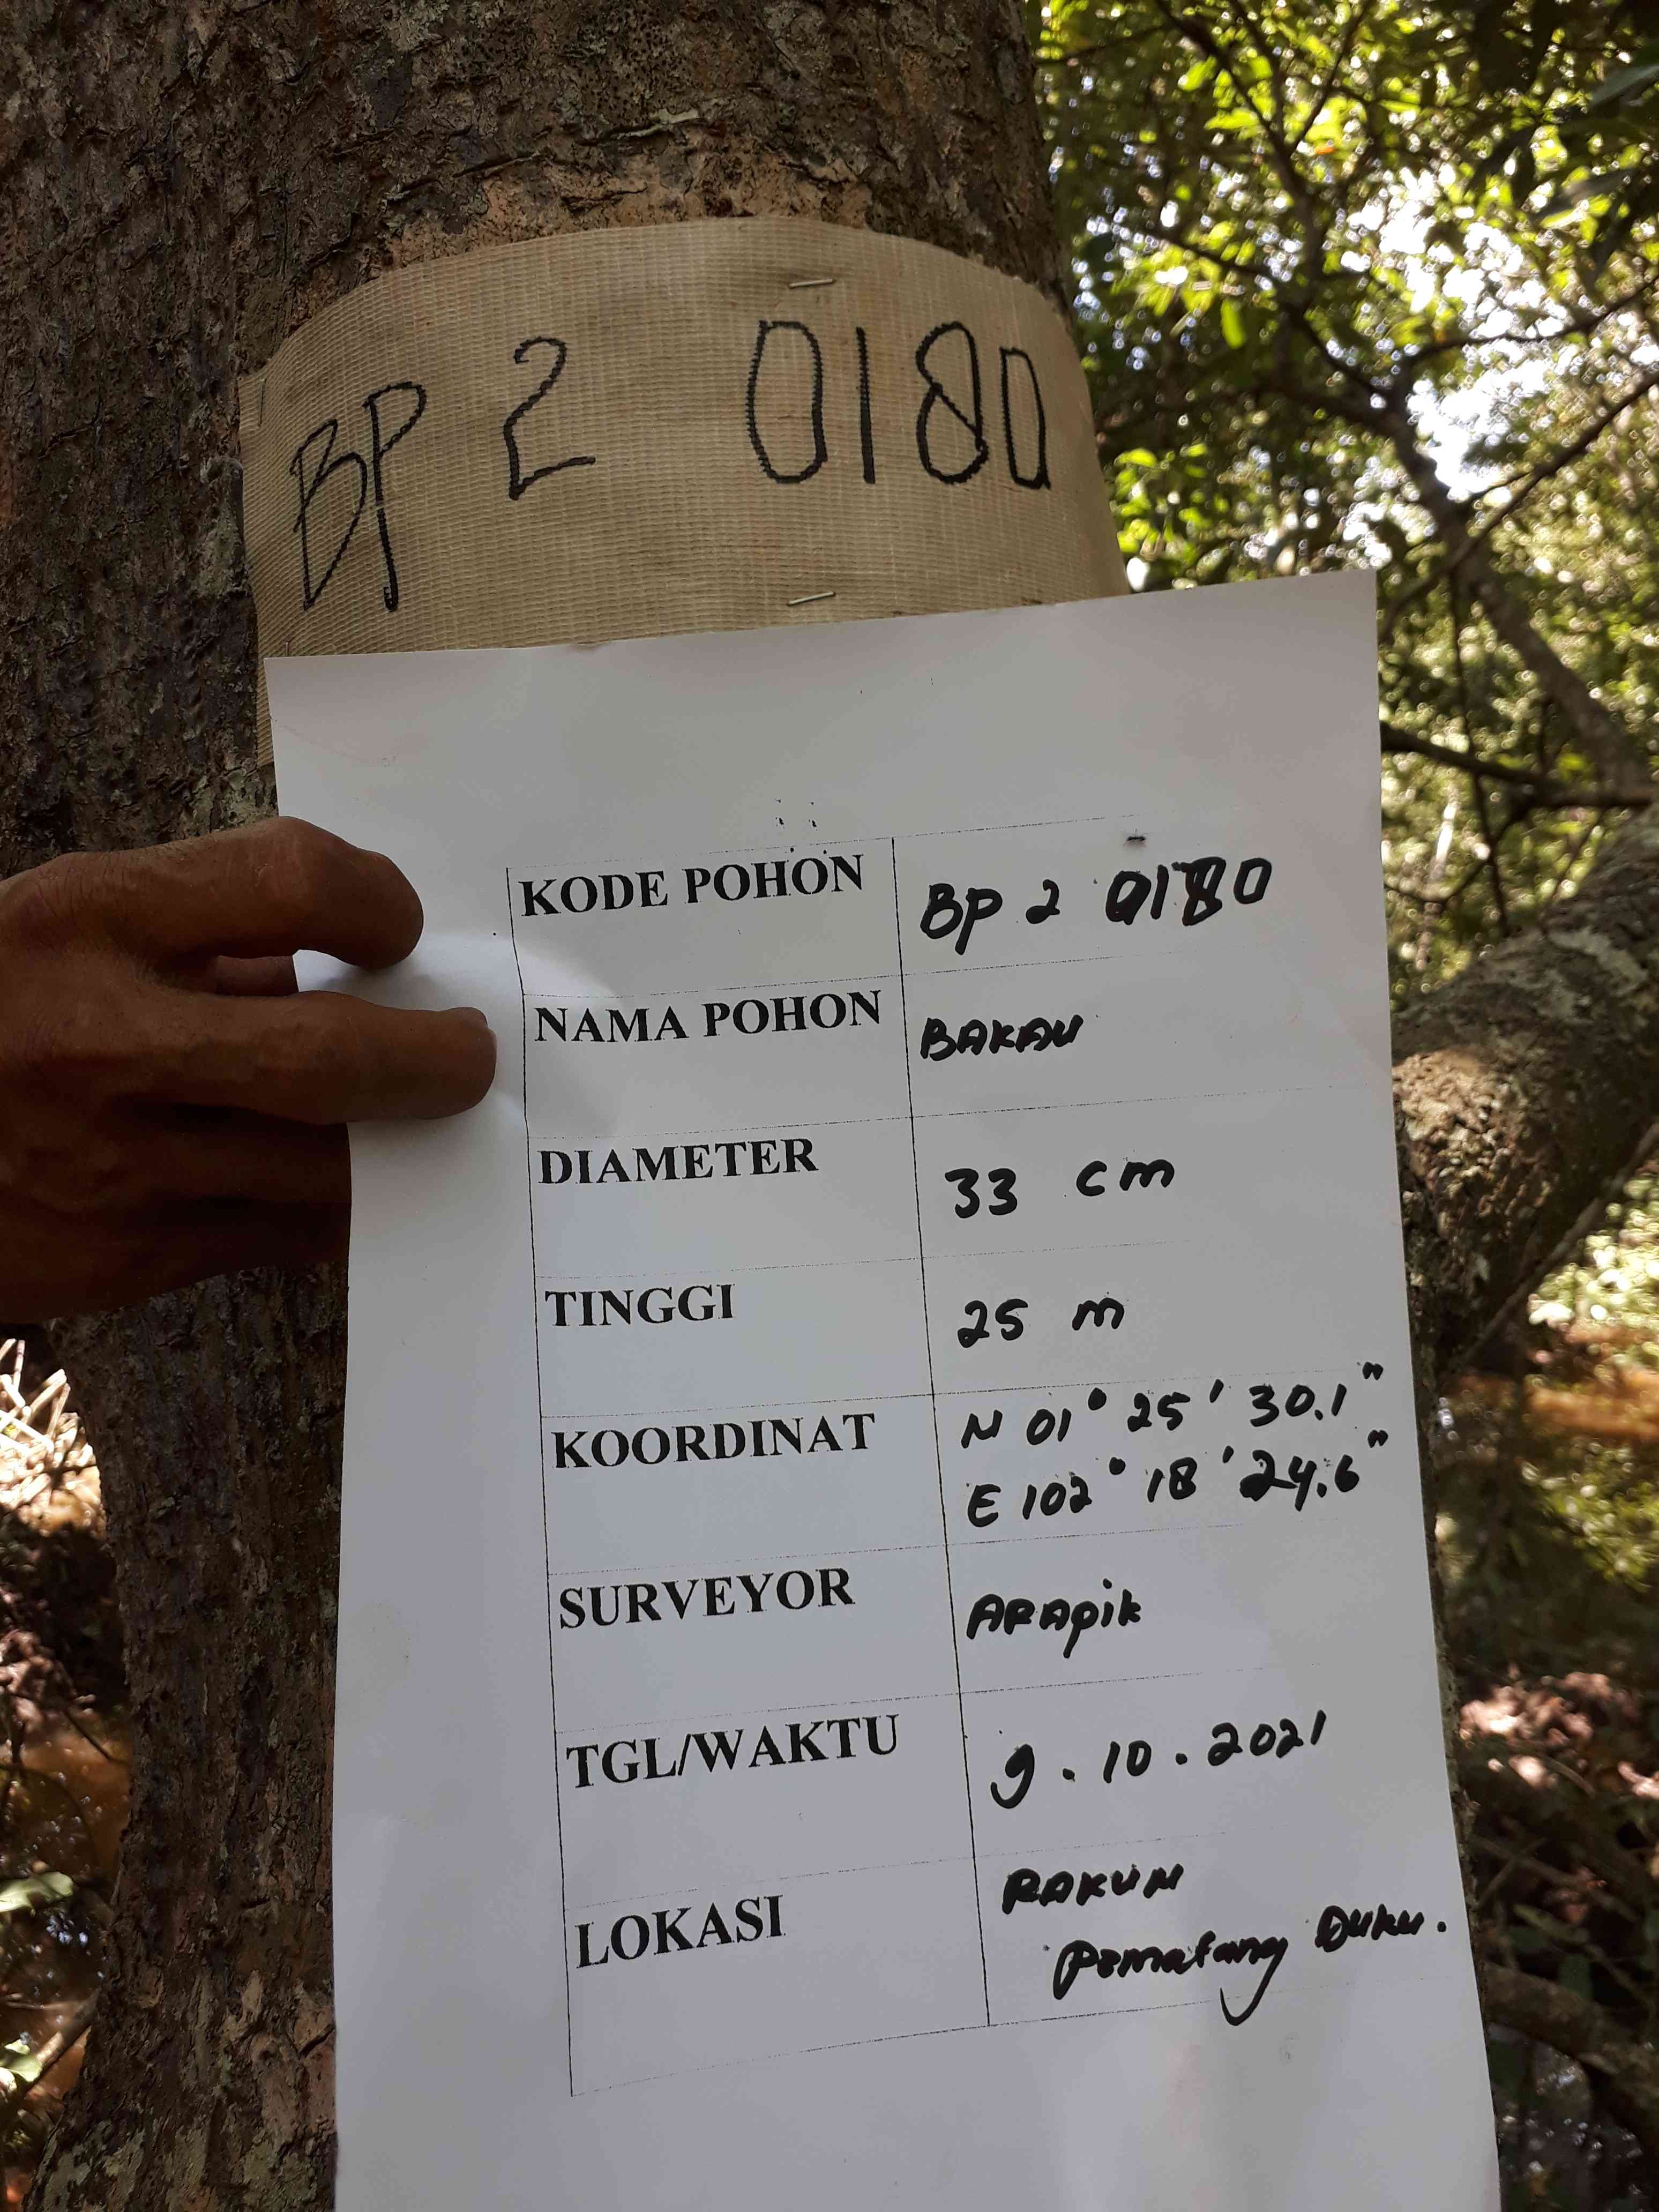 BP 2 0180
KODE POHON BP 2 0180
NAMA POHON BAKAU
DIAMETER 33 cm
TINGGI 25 m
KOORDINAT N 01° 25' 30.1"
E 102° 18' 24.6"
SURVEYOR ARApik
TGL/WAKTU 9.10.2021
LOKASI RAKUN
Pematang Duku.